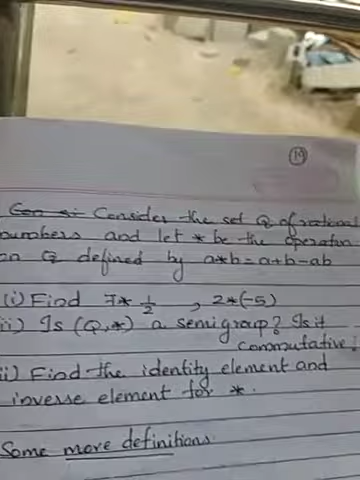 19
Consider the set Q of rational
numbers and let * be the operation
on Q defined by a*b=a+b-ab
(i) Find 7* 1/2 , 2*(-5)
ii) Is (Q,*) a semigroup? Is it
commutative?
ii) Find the identity element and
inverse element for *.
Some more definitions